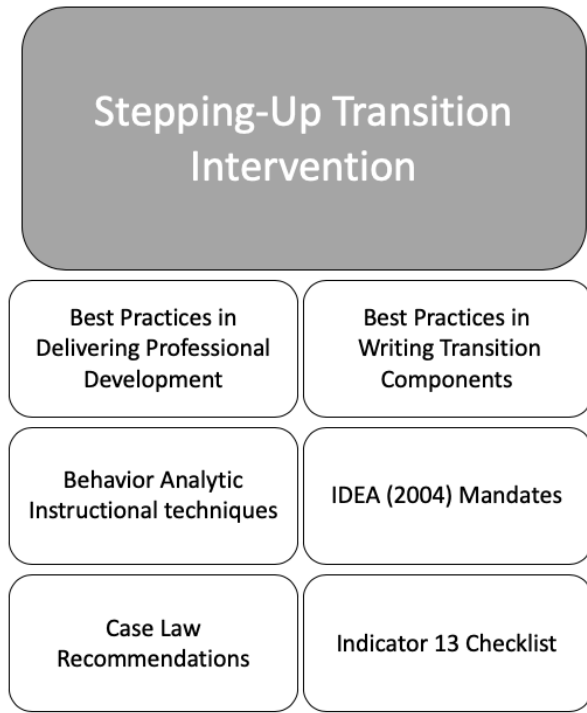 Stepping-Up Transition
Intervention
Best Practices in
Delivering Professional
Development
Best Practices in
Writing Transition
Components
Behavior Analytic
Instructional techniques
IDEA (2004) Mandates
Case Law
Recommendations
Indicator 13 Checklist